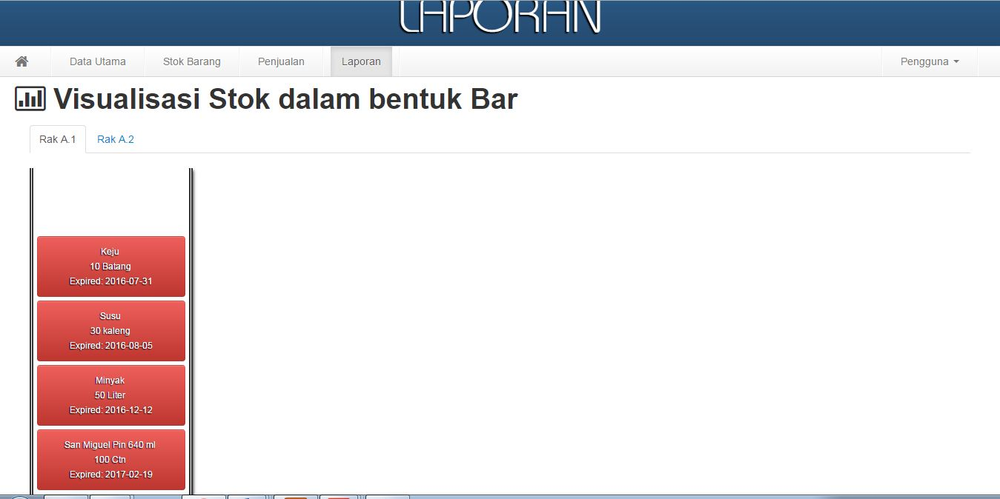 LAPORAN
Data Utama Stok Barang Penjualan Laporan Pengguna
Visualisasi Stok dalam bentuk Bar
Rak A.1 Rak A.2
Keju
10 Batang
Expired: 2016-07-31
Susu
30 kaleng
Expired: 2016-08-05
Minyak
50 Liter
Expired: 2016-12-12
San Miguel Pin 640 ml
100 Ctn
Expired: 2017-02-19